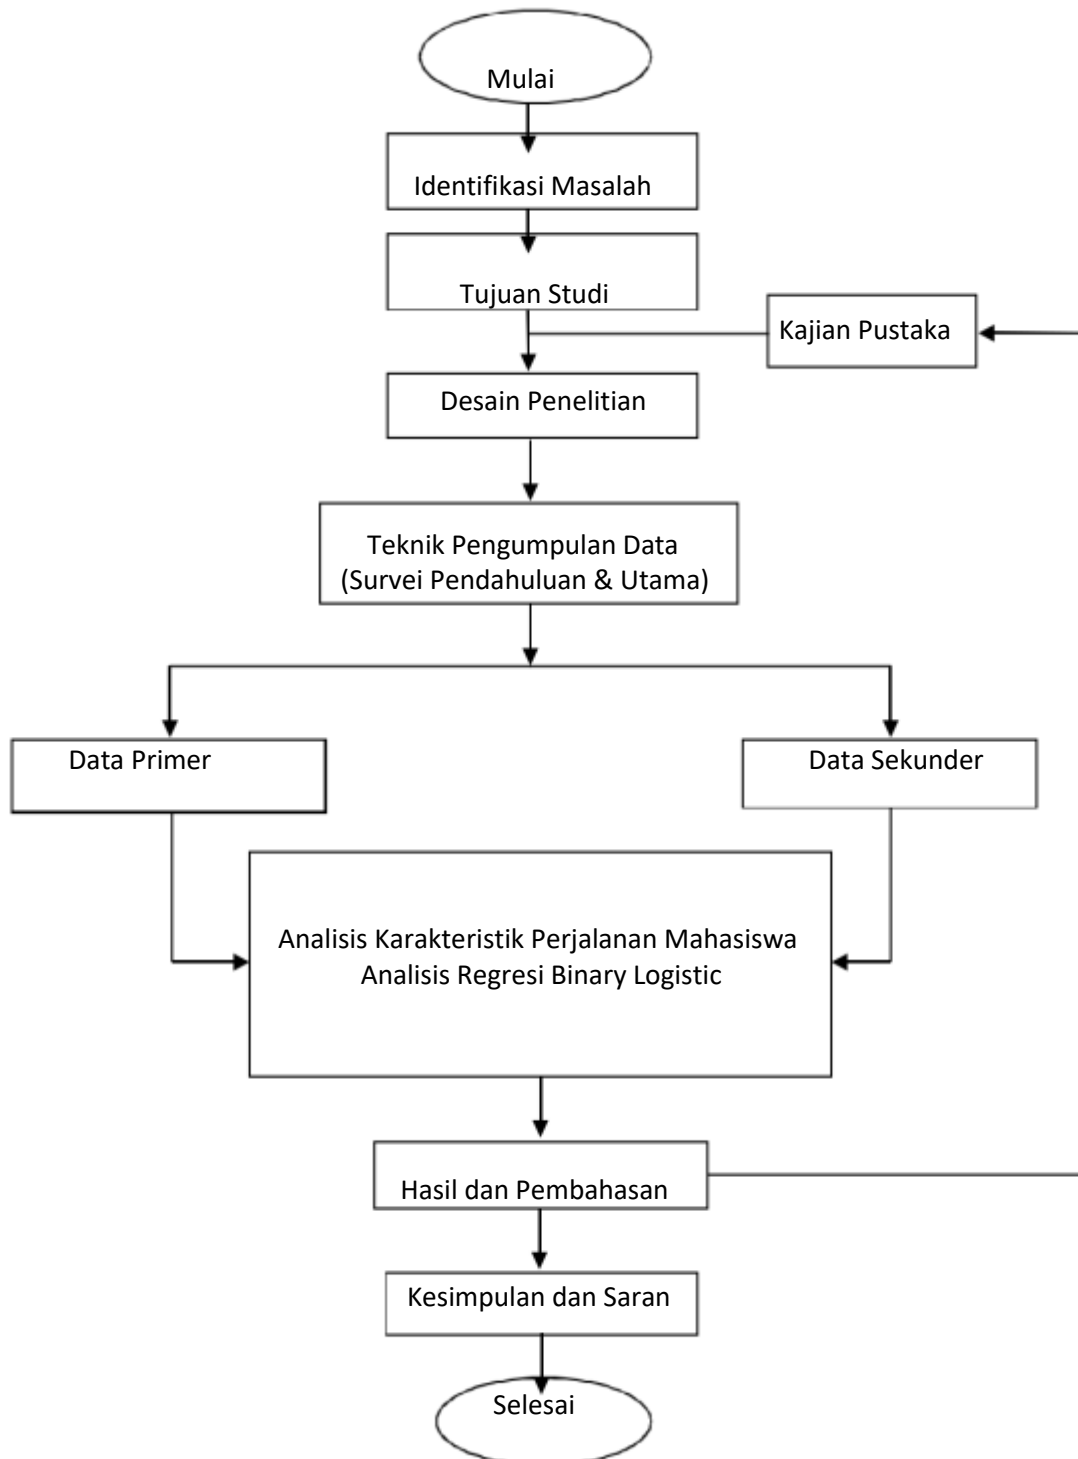 Mulai
Identifikasi Masalah
Tujuan Studi
Kajian Pustaka
Desain Penelitian
Teknik Pengumpulan Data
(Survei Pendahuluan & Utama)
Data Primer
Data Sekunder
Analisis Karakteristik Perjalanan Mahasiswa
Analisis Regresi Binary Logistic
Hasil dan Pembahasan
Kesimpulan dan Saran
Selesai